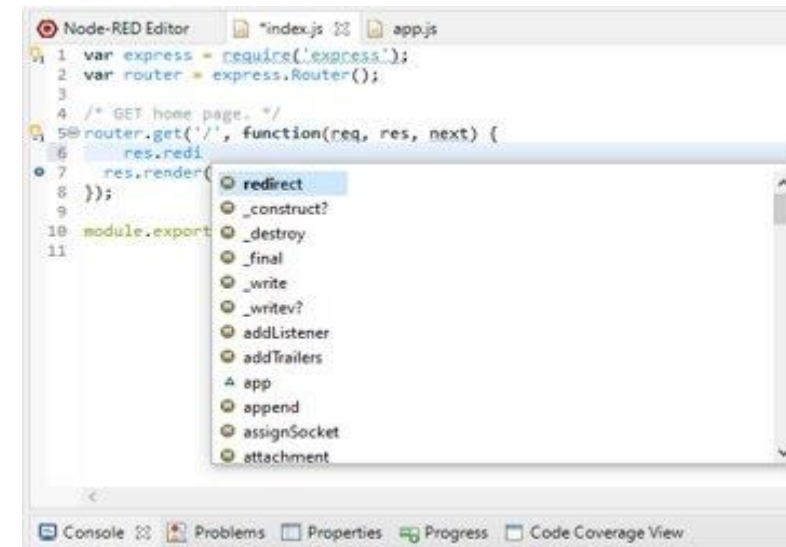 Node-RED Editor *index.js app.js
1 var express = require('express');
2 var router = express.Router();
3
4 /* GET home page. */
5 router.get('/', function(req, res, next) {
6 res.redi
7 res.render(
8 });
9
10 module.export
11
redirect
_construct?
_destroy
_final
_write
_writev?
addListener
addTrailers
app
append
assignSocket
attachment
Console Problems Properties Progress Code Coverage View